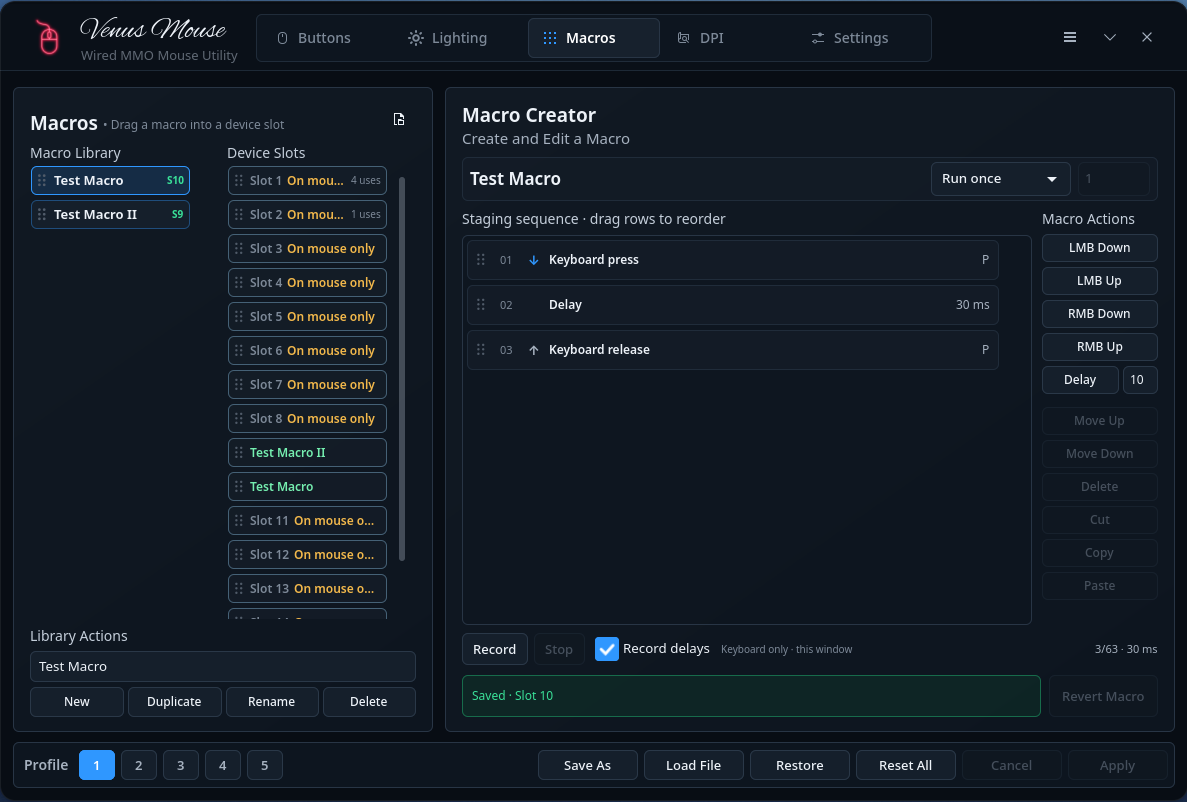 Venus Mouse
Wired MMO Mouse Utility
Buttons
Lighting
Macros
DPI
Settings
Macros • Drag a macro into a device slot
Macro Library
Test Macro S10
Test Macro II S9
Device Slots
Slot 1 On mou... 4 uses
Slot 2 On mou... 1 uses
Slot 3 On mouse only
Slot 4 On mouse only
Slot 5 On mouse only
Slot 6 On mouse only
Slot 7 On mouse only
Slot 8 On mouse only
Test Macro II
Test Macro
Slot 11 On mouse o...
Slot 12 On mouse o...
Slot 13 On mouse o...
Library Actions
Test Macro
New
Duplicate
Rename
Delete
Macro Creator
Create and Edit a Macro
Test Macro
Run once
1
Staging sequence · drag rows to reorder
01 Keyboard press P
02 Delay 30 ms
03 Keyboard release P
Macro Actions
LMB Down
LMB Up
RMB Down
RMB Up
Delay 10
Move Up
Move Down
Delete
Cut
Copy
Paste
Record
Stop
Record delays
Keyboard only · this window
3/63 · 30 ms
Saved · Slot 10
Revert Macro
Profile 1 2 3 4 5
Save As
Load File
Restore
Reset All
Cancel
Apply